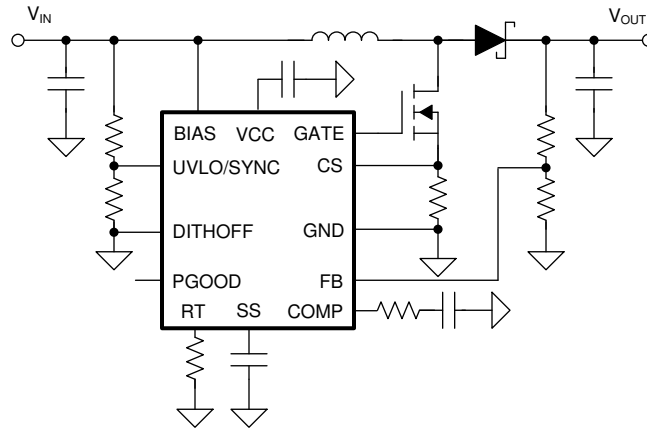 VIN
VOUT
BIAS
VCC
GATE
UVLO/SYNC
CS
DITHOFF
GND
PGOOD
FB
RT
SS
COMP